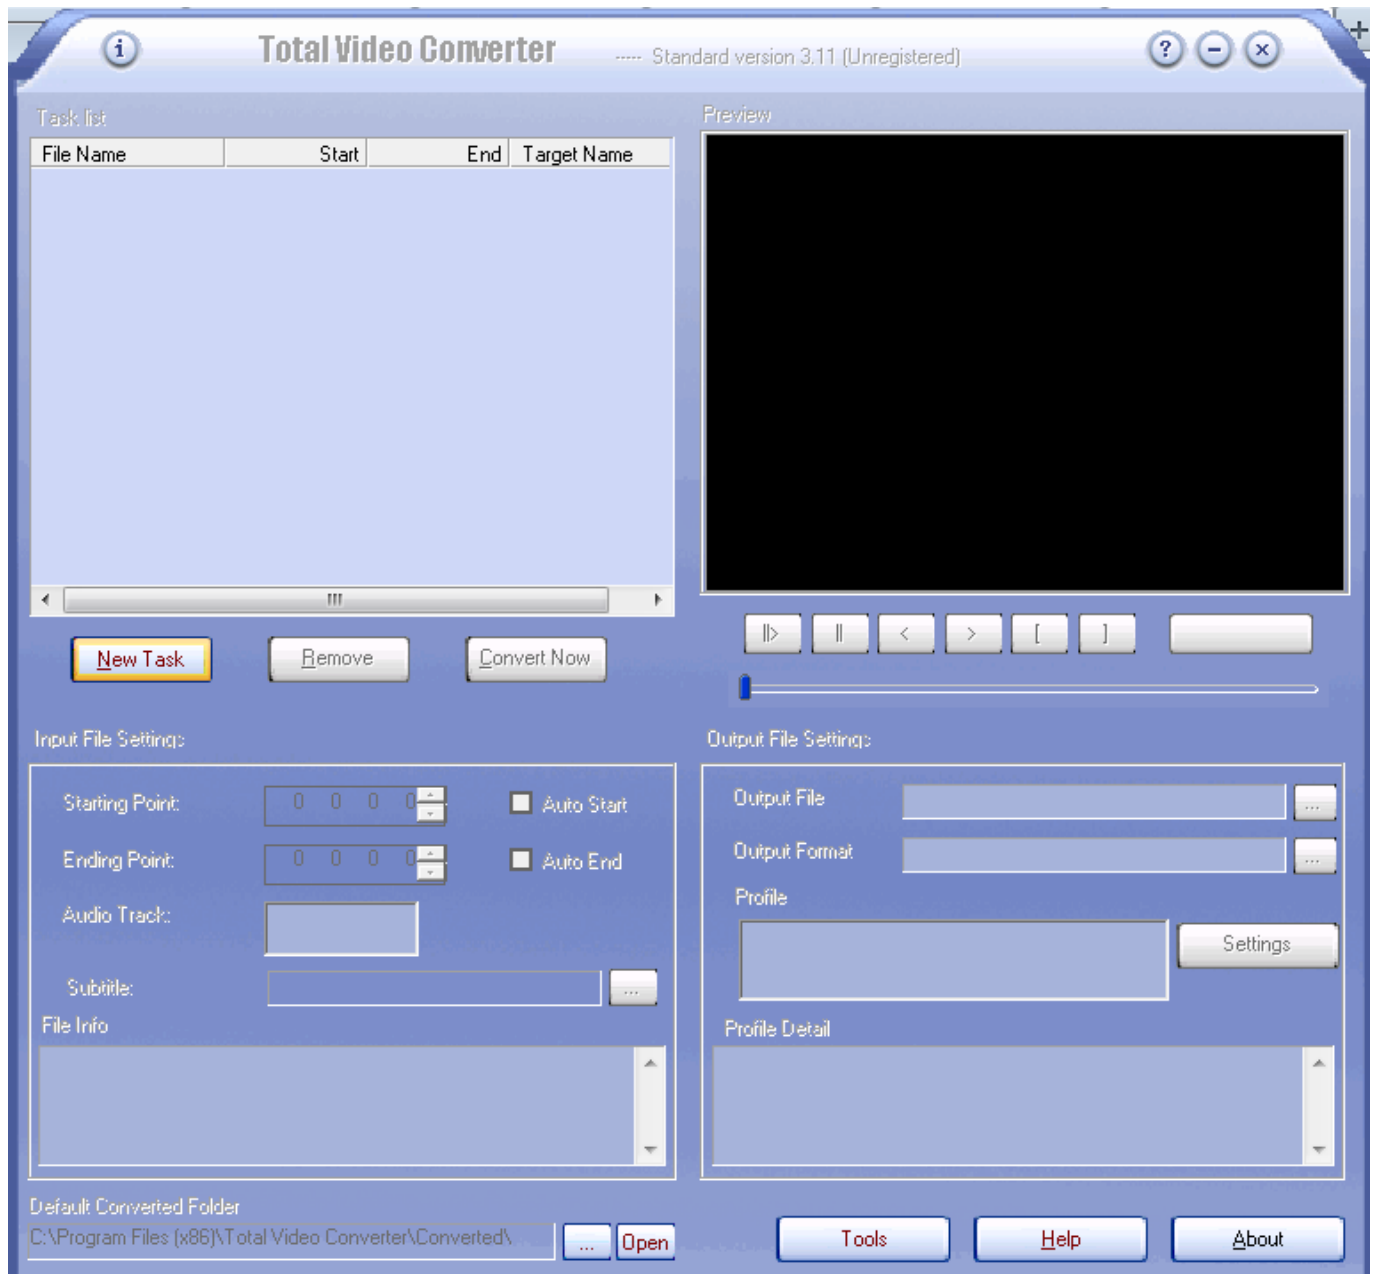 i
Total Video Converter ----- Standard version 3.11 (Unregistered)
? - x
Task list
File Name Start End Target Name
New Task Remove Convert Now
Preview
||> || < > [ ]
Input File Settings
Starting Point: 0 0 0 0 Auto Start
Ending Point: 0 0 0 0 Auto End
Audio Track:
Subtitle: ...
File Info
Output File Settings
Output File ...
Output Format ...
Profile
Settings
Profile Detail
Default Converted Folder
C:\Program Files (x86)\Total Video Converter\Converted\ ... Open
Tools Help About